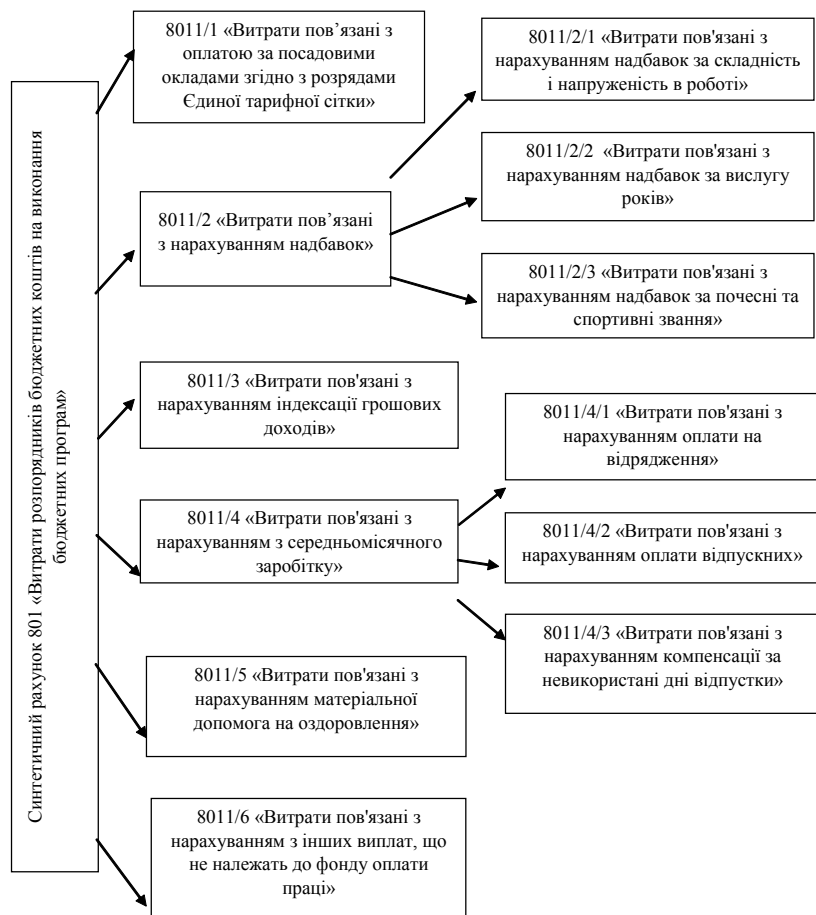 Синтетичний рахунок 801 «Витрати розпорядників бюджетних коштів на виконання
бюджетних програм»
8011/1 «Витрати пов’язані з
оплатою за посадовими
окладами згідно з розрядами
Єдиної тарифної сітки»
8011/2 «Витрати пов’язані
з нарахуванням надбавок»
8011/2/1 «Витрати пов'язані з
нарахуванням надбавок за складність
і напруженість в роботі»
8011/2/2 «Витрати пов'язані з
нарахуванням надбавок за вислугу
років»
8011/2/3 «Витрати пов'язані з
нарахуванням надбавок за почесні та
спортивні звання»
8011/3 «Витрати пов'язані з
нарахуванням індексації грошових
доходів»
8011/4 «Витрати пов'язані з
нарахуванням з середньомісячного
заробітку»
8011/4/1 «Витрати пов'язані з
нарахуванням оплати на
відрядження»
8011/4/2 «Витрати пов'язані з
нарахуванням оплати відпускних»
8011/4/3 «Витрати пов'язані з
нарахуванням компенсації за
невикористані дні відпустки»
8011/5 «Витрати пов'язані з
нарахуванням матеріальної
допомога на оздоровлення»
8011/6 «Витрати пов'язані з
нарахуванням з інших виплат, що
не належать до фонду оплати
праці»